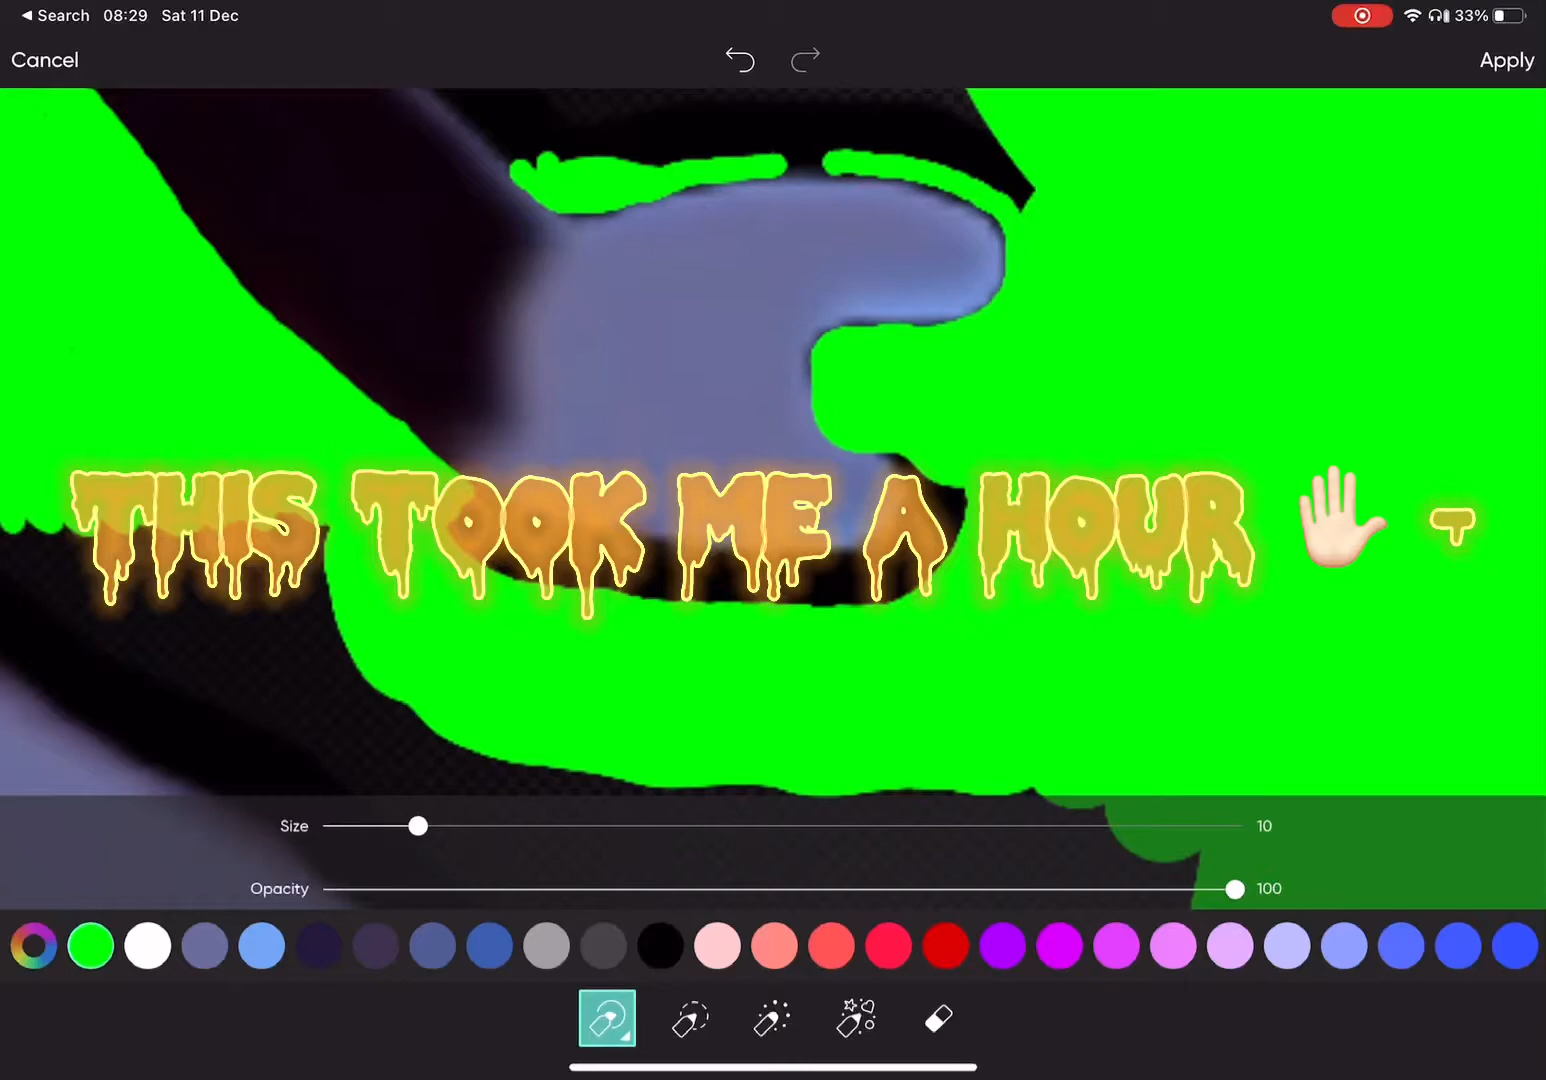 Search 08:29 Sat 11 Dec 33%
Cancel
Apply
THIS TOOK ME A HOUR ✋🏻 -
Size 10
Opacity 100